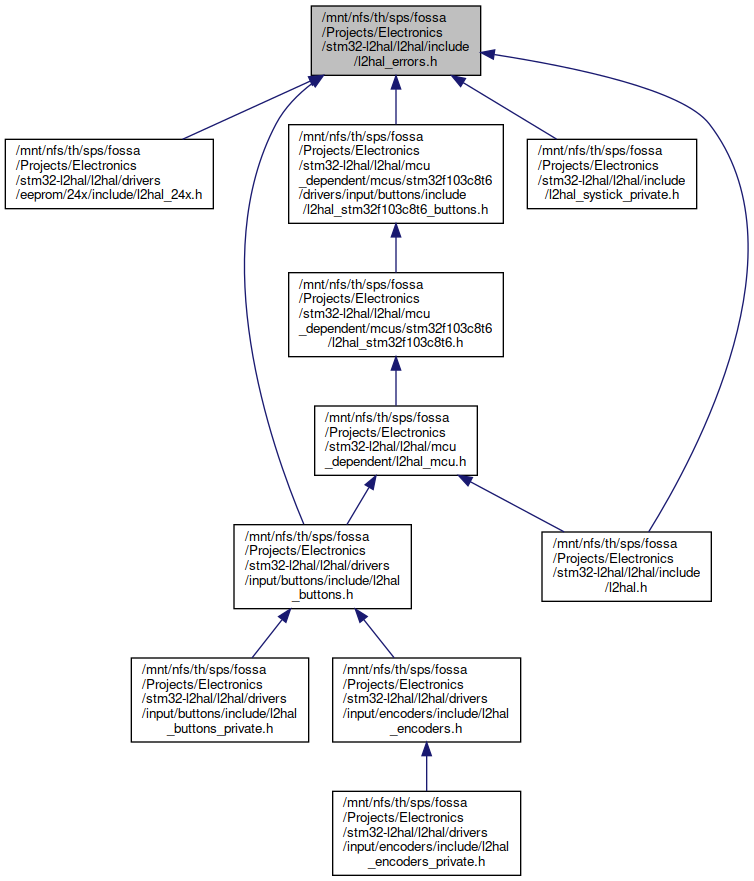 /mnt/nfs/th/sps/fossa
/Projects/Electronics
/stm32-l2hal/l2hal/include
/l2hal_errors.h
/mnt/nfs/th/sps/fossa
/Projects/Electronics
/stm32-l2hal/l2hal/drivers
/eeprom/24x/include/l2hal_24x.h
/mnt/nfs/th/sps/fossa
/Projects/Electronics
/stm32-l2hal/l2hal/mcu
_dependent/mcus/stm32f103c8t6
/drivers/input/buttons/include
/l2hal_stm32f103c8t6_buttons.h
/mnt/nfs/th/sps/fossa
/Projects/Electronics
/stm32-l2hal/l2hal/include
/l2hal_systick_private.h
/mnt/nfs/th/sps/fossa
/Projects/Electronics
/stm32-l2hal/l2hal/mcu
_dependent/mcus/stm32f103c8t6
/l2hal_stm32f103c8t6.h
/mnt/nfs/th/sps/fossa
/Projects/Electronics
/stm32-l2hal/l2hal/mcu
_dependent/l2hal_mcu.h
/mnt/nfs/th/sps/fossa
/Projects/Electronics
/stm32-l2hal/l2hal/drivers
/input/buttons/include/l2hal
_buttons.h
/mnt/nfs/th/sps/fossa
/Projects/Electronics
/stm32-l2hal/l2hal/include
/l2hal.h
/mnt/nfs/th/sps/fossa
/Projects/Electronics
/stm32-l2hal/l2hal/drivers
/input/buttons/include/l2hal
_buttons_private.h
/mnt/nfs/th/sps/fossa
/Projects/Electronics
/stm32-l2hal/l2hal/drivers
/input/encoders/include/l2hal
_encoders.h
/mnt/nfs/th/sps/fossa
/Projects/Electronics
/stm32-l2hal/l2hal/drivers
/input/encoders/include/l2hal
_encoders_private.h